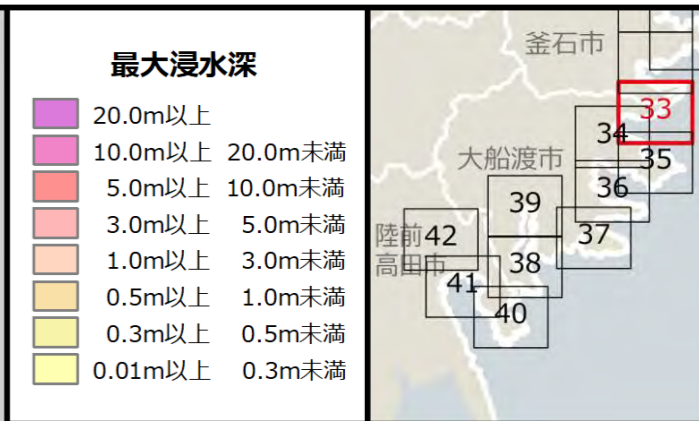 最大浸水深
20.0m以上
10.0m以上 20.0m未満
5.0m以上 10.0m未満
3.0m以上 5.0m未満
1.0m以上 3.0m未満
0.5m以上 1.0m未満
0.3m以上 0.5m未満
0.01m以上 0.3m未満
釜石市
33
34
大船渡市
35
36
39
陸前
高田市
42
37
38
41
40